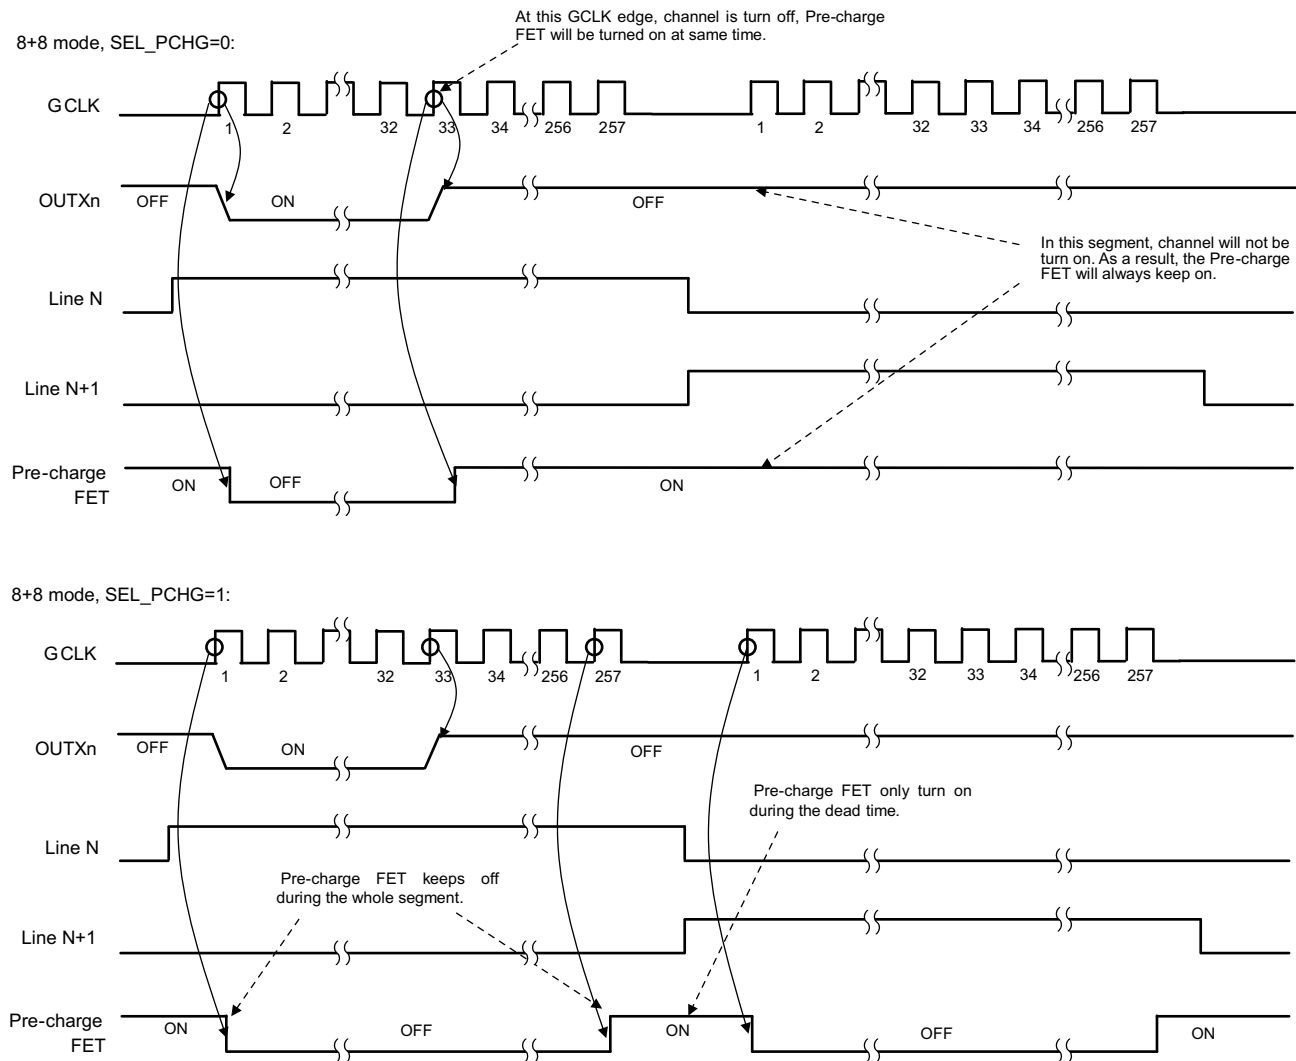 At this GCLK edge, channel is turn off, Pre-charge
FET will be turned on at same time.
8+8 mode, SEL_PCHG=0:
GCLK
1 2 32 33 34 256 257 1 2 32 33 34 256 257
OUTXn
OFF ON OFF
In this segment, channel will not be
turn on. As a result, the Pre-charge
FET will always keep on.
Line N
Line N+1
Pre-charge
FET
ON OFF ON
8+8 mode, SEL_PCHG=1:
GCLK
1 2 32 33 34 256 257 1 2 32 33 34 256 257
OUTXn
OFF ON OFF
Pre-charge FET only turn on
during the dead time.
Line N
Pre-charge FET keeps off
during the whole segment.
Line N+1
Pre-charge
FET
ON OFF ON OFF ON